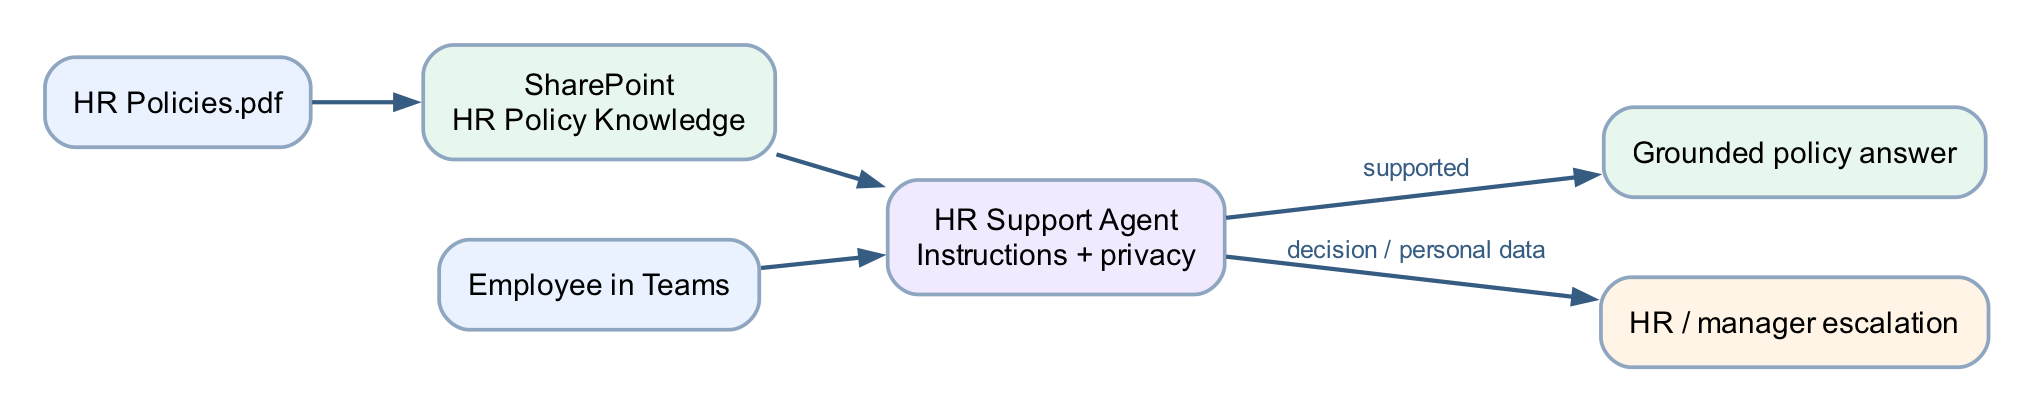 HR Policies.pdf
SharePoint
HR Policy Knowledge
Employee in Teams
HR Support Agent
Instructions + privacy
supported
decision / personal data
Grounded policy answer
HR / manager escalation